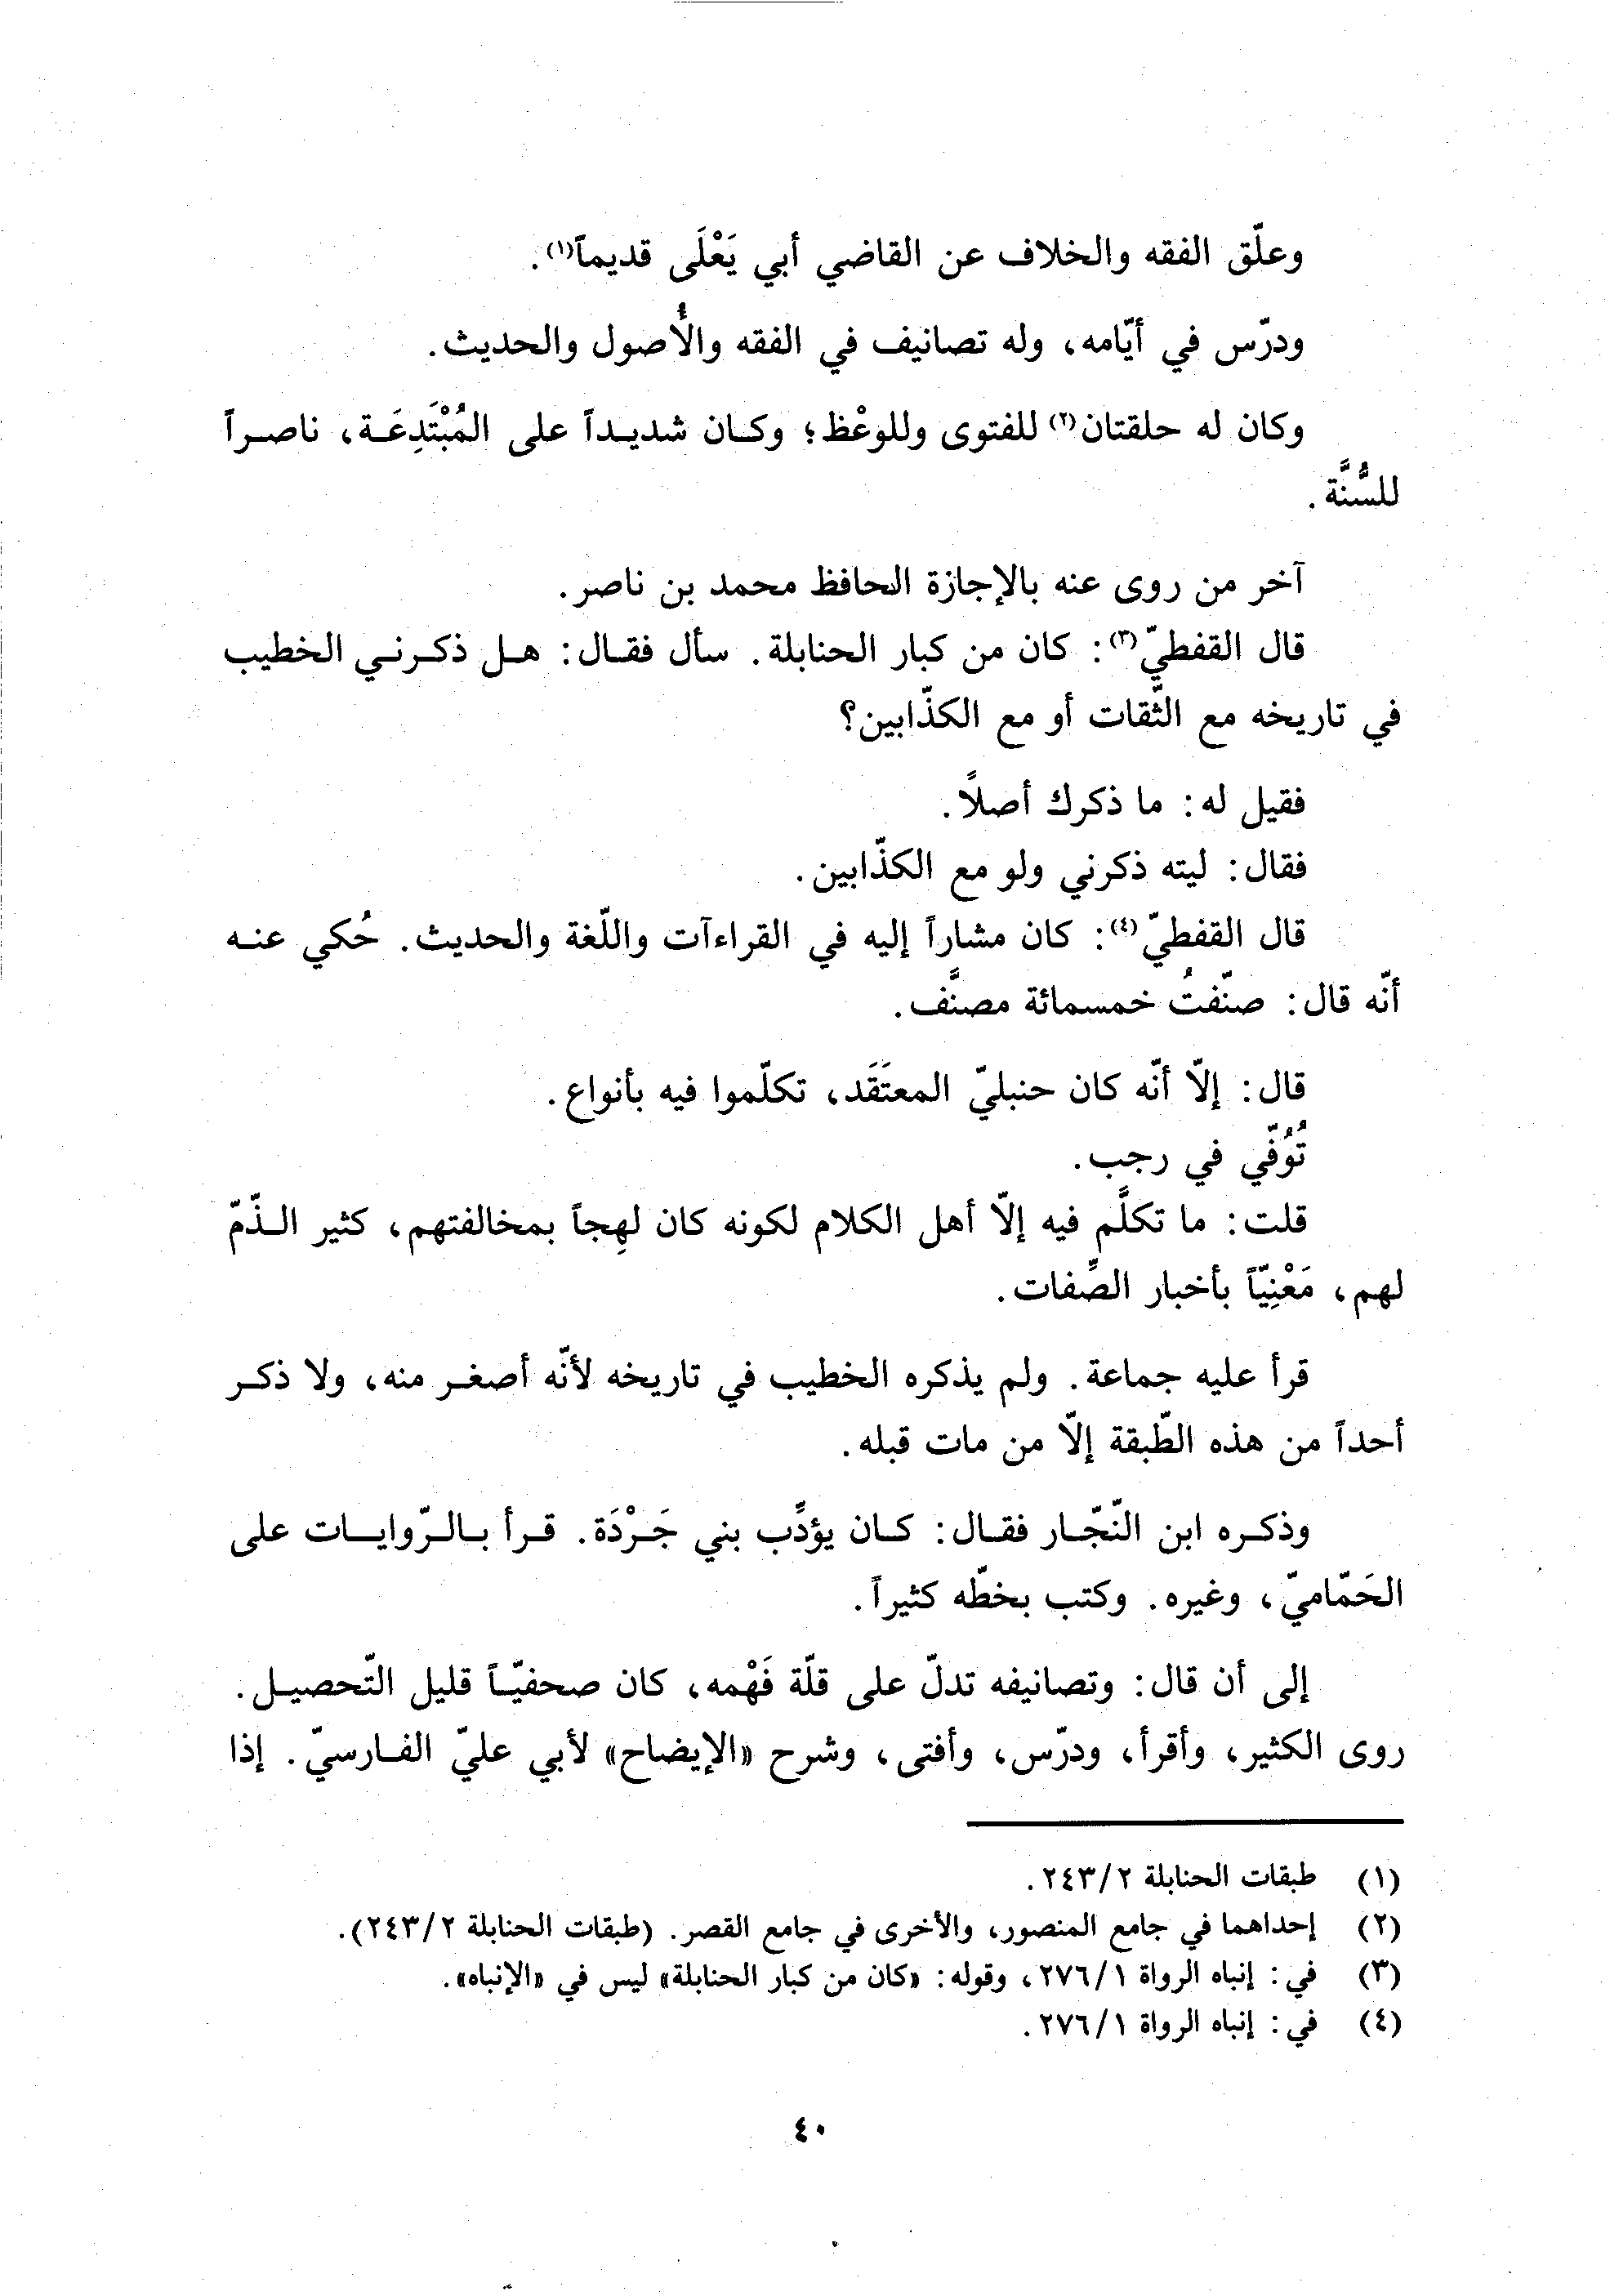 وعلّق الفقه والخلاف عن القاضي أبي يَعْلَى قديماً(١).
ودرّس في أيّامه، وله تصانيف في الفقه والأُصول والحديث.
وكان له حلقتان(٢) للفتوى وللوعْظ؛ وكان شديداً على المُبْتَدِعَة، ناصراً
للسُّنَّة.
آخر من روى عنه بالإجازة الحافظ محمد بن ناصر.
قال القفطيّ(٣): كان من كبار الحنابلة. سأل فقال: هل ذكرني الخطيب
في تاريخه مع الثّقات أو مع الكذّابين؟
فقيل له: ما ذكرك أصلاً.
فقال: ليته ذكرني ولو مع الكذّابين.
قال القفطيّ(٤): كان مشاراً إليه في القراءآت واللّغة والحديث. حُكي عنه
أنّه قال: صنّفتُ خمسمائة مصنَّف.
قال: إلّا أنّه كان حنبليّ المعتَقَد، تكلّموا فيه بأنواع.
تُوُفّي في رجب.
قلت: ما تكلَّم فيه إلّا أهل الكلام لكونه كان لهِجاً بمخالفتهم، كثير الذّمّ
لهم، مَعْنِيّاً بأخبار الصِّفات.
قرأ عليه جماعة. ولم يذكره الخطيب في تاريخه لأنّه أصغر منه، ولا ذكر
أحداً من هذه الطّبقة إلّا من مات قبله.
وذكره ابن النّجّار فقال: كان يؤدِّب بني جَرْدَة. قرأ بالرّوايات على
الحَمّاميّ، وغيره. وكتب بخطّه كثيراً.
إلى أن قال: وتصانيفه تدلّ على قلّة فَهْمه، كان صحفيّاً قليل التّحصيل.
روى الكثير، وأقرأ، ودرّس، وأفتى، وشرح «الإيضاح» لأبي عليّ الفارسيّ. إذا
(١) طبقات الحنابلة ٢/٢٤٣.
(٢) إحداهما في جامع المنصور، والأخرى في جامع القصر. (طبقات الحنابلة ٢/٢٤٣).
(٣) في: إنباه الرواة ١/٢٧٦، وقوله: «كان من كبار الحنابلة» ليس في «الإنباه».
(٤) في: إنباه الرواة ١/٢٧٦.
٤٠